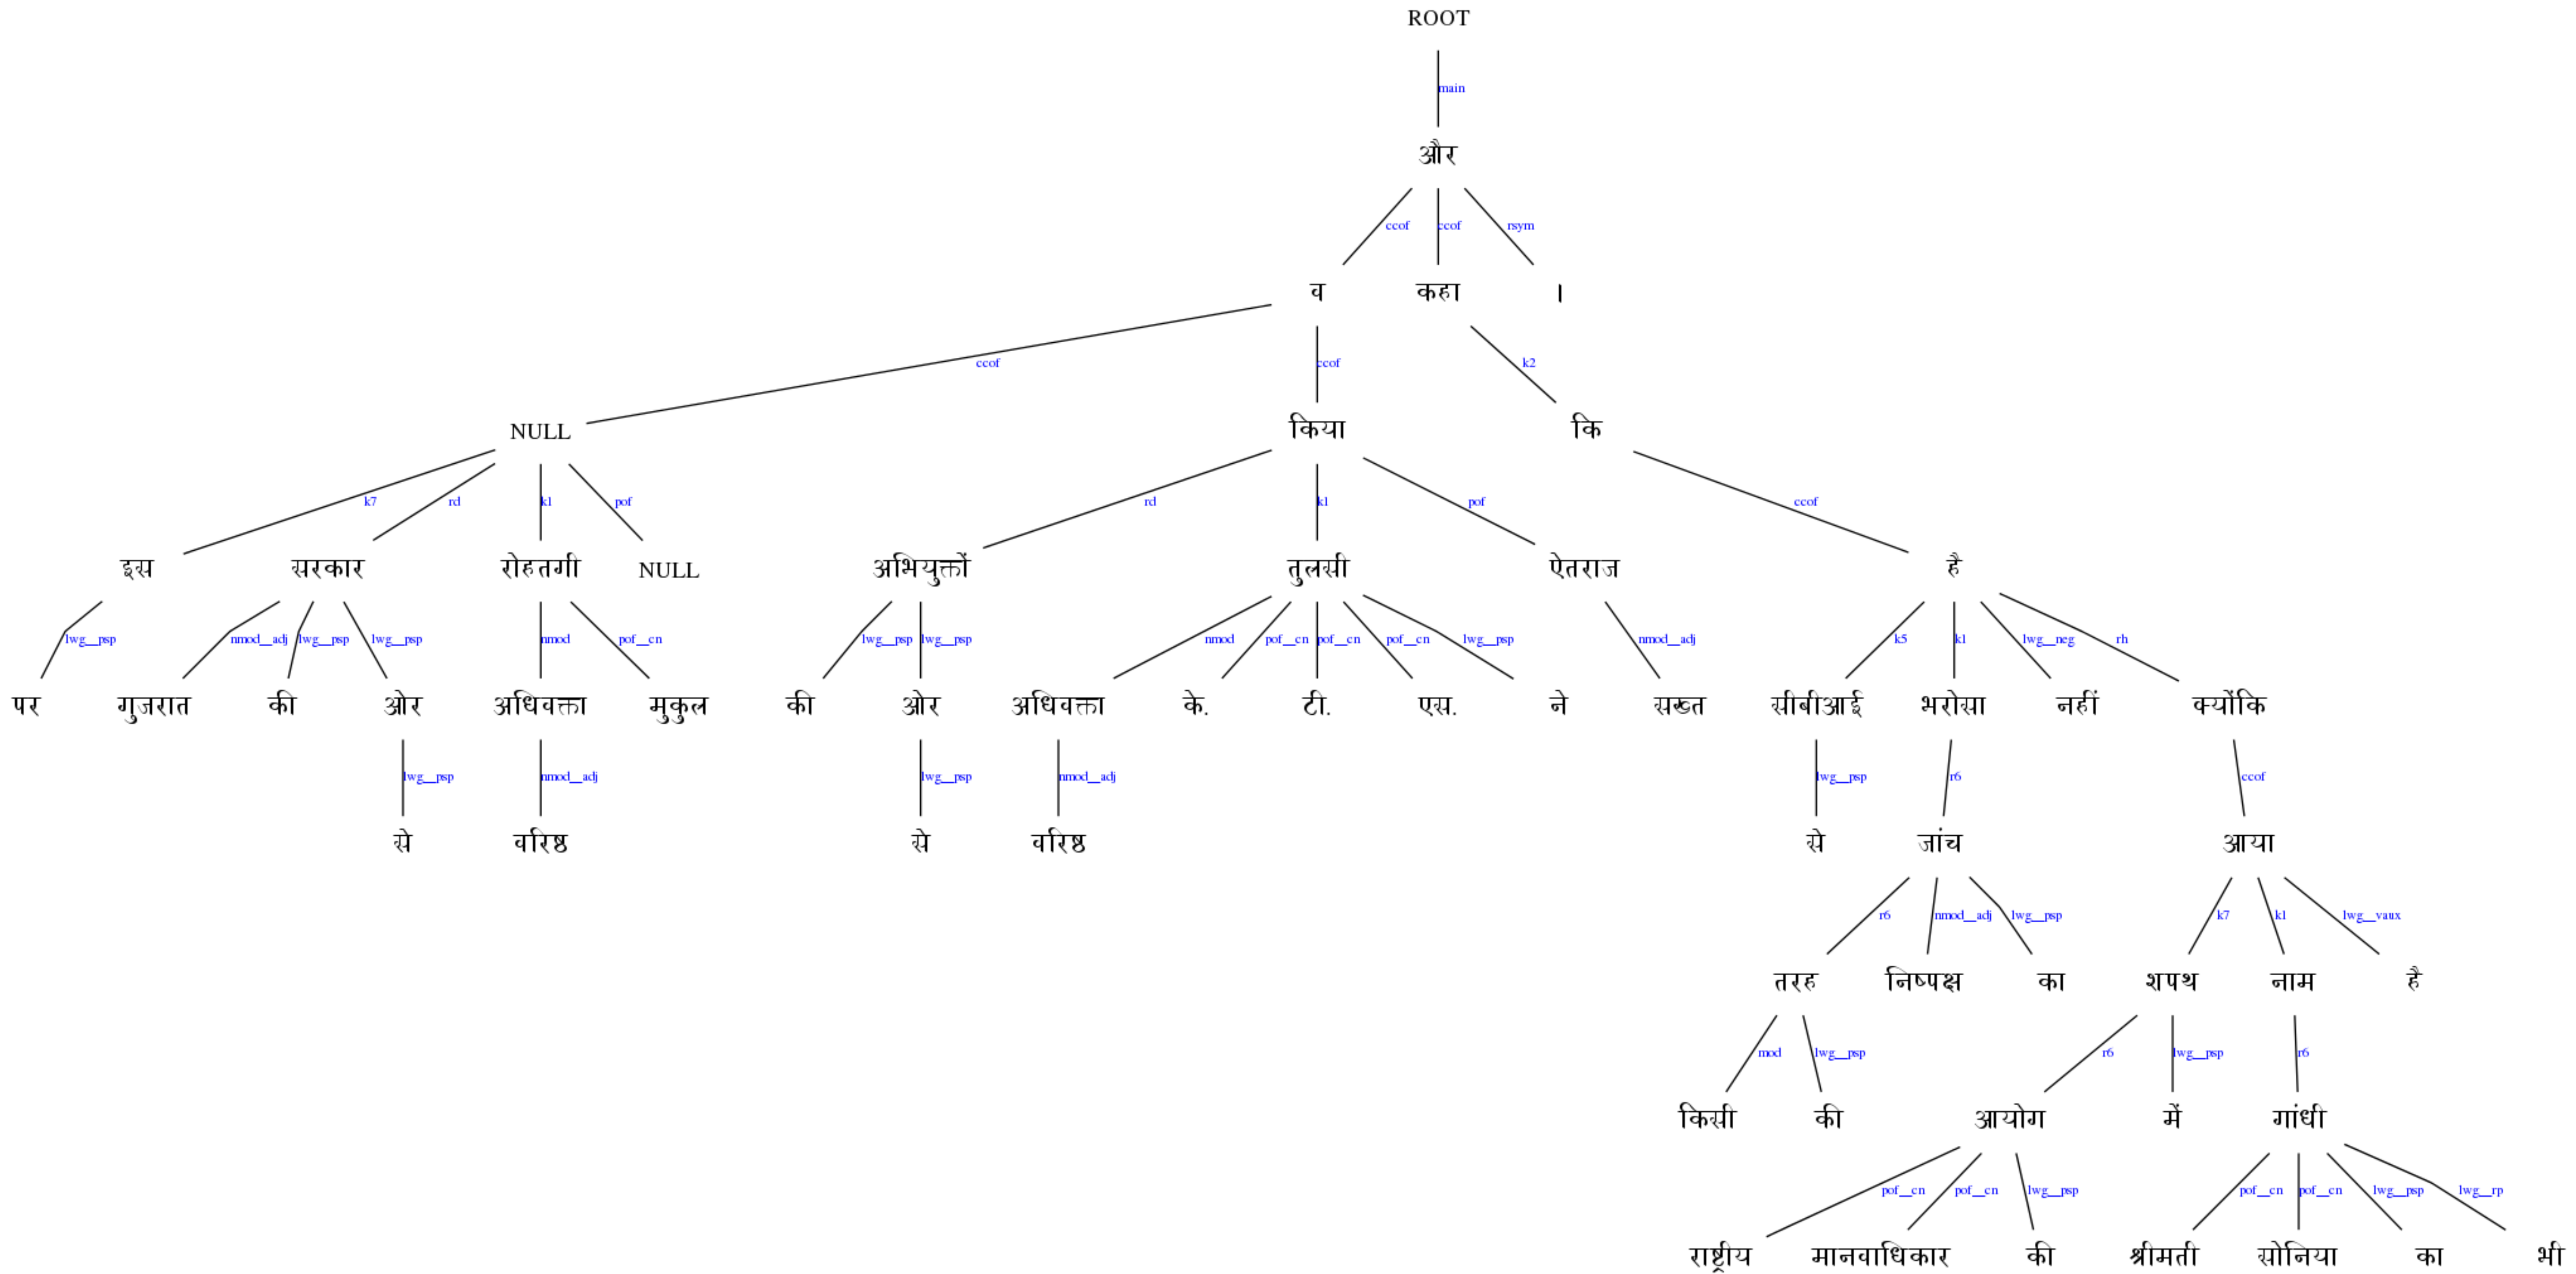 ROOT
main
और
ccof ccof rsym
व कहा ।
ccof ccof k2
NULL किया कि
k7 rd k1 pof rd k1 pof ccof
इस सरकार रोहतगी NULL अभियुक्तों तुलसी ऐतराज है
lwg__psp nmod__adj lwg__psp lwg__psp nmod pof__cn lwg__psp lwg__psp nmod pof__cn pof__cn pof__cn lwg__psp nmod__adj k5 k1 lwg__neg rh
पर गुजरात की ओर अधिवक्ता मुकुल की ओर अधिवक्ता के. टी. एस. ने सख्त सीबीआई भरोसा नहीं क्योंकि
lwg__psp nmod__adj lwg__psp nmod__adj lwg__psp r6 ccof
से वरिष्ठ से वरिष्ठ से जांच आया
r6 nmod__adj lwg__psp k7 k1 lwg__vaux
तरह निष्पक्ष का शपथ नाम है
mod lwg__psp r6 lwg__psp r6
किसी की आयोग में गांधी
pof__cn pof__cn lwg__psp pof__cn pof__cn lwg__psp lwg__rp
राष्ट्रीय मानवाधिकार की श्रीमती सोनिया का भी